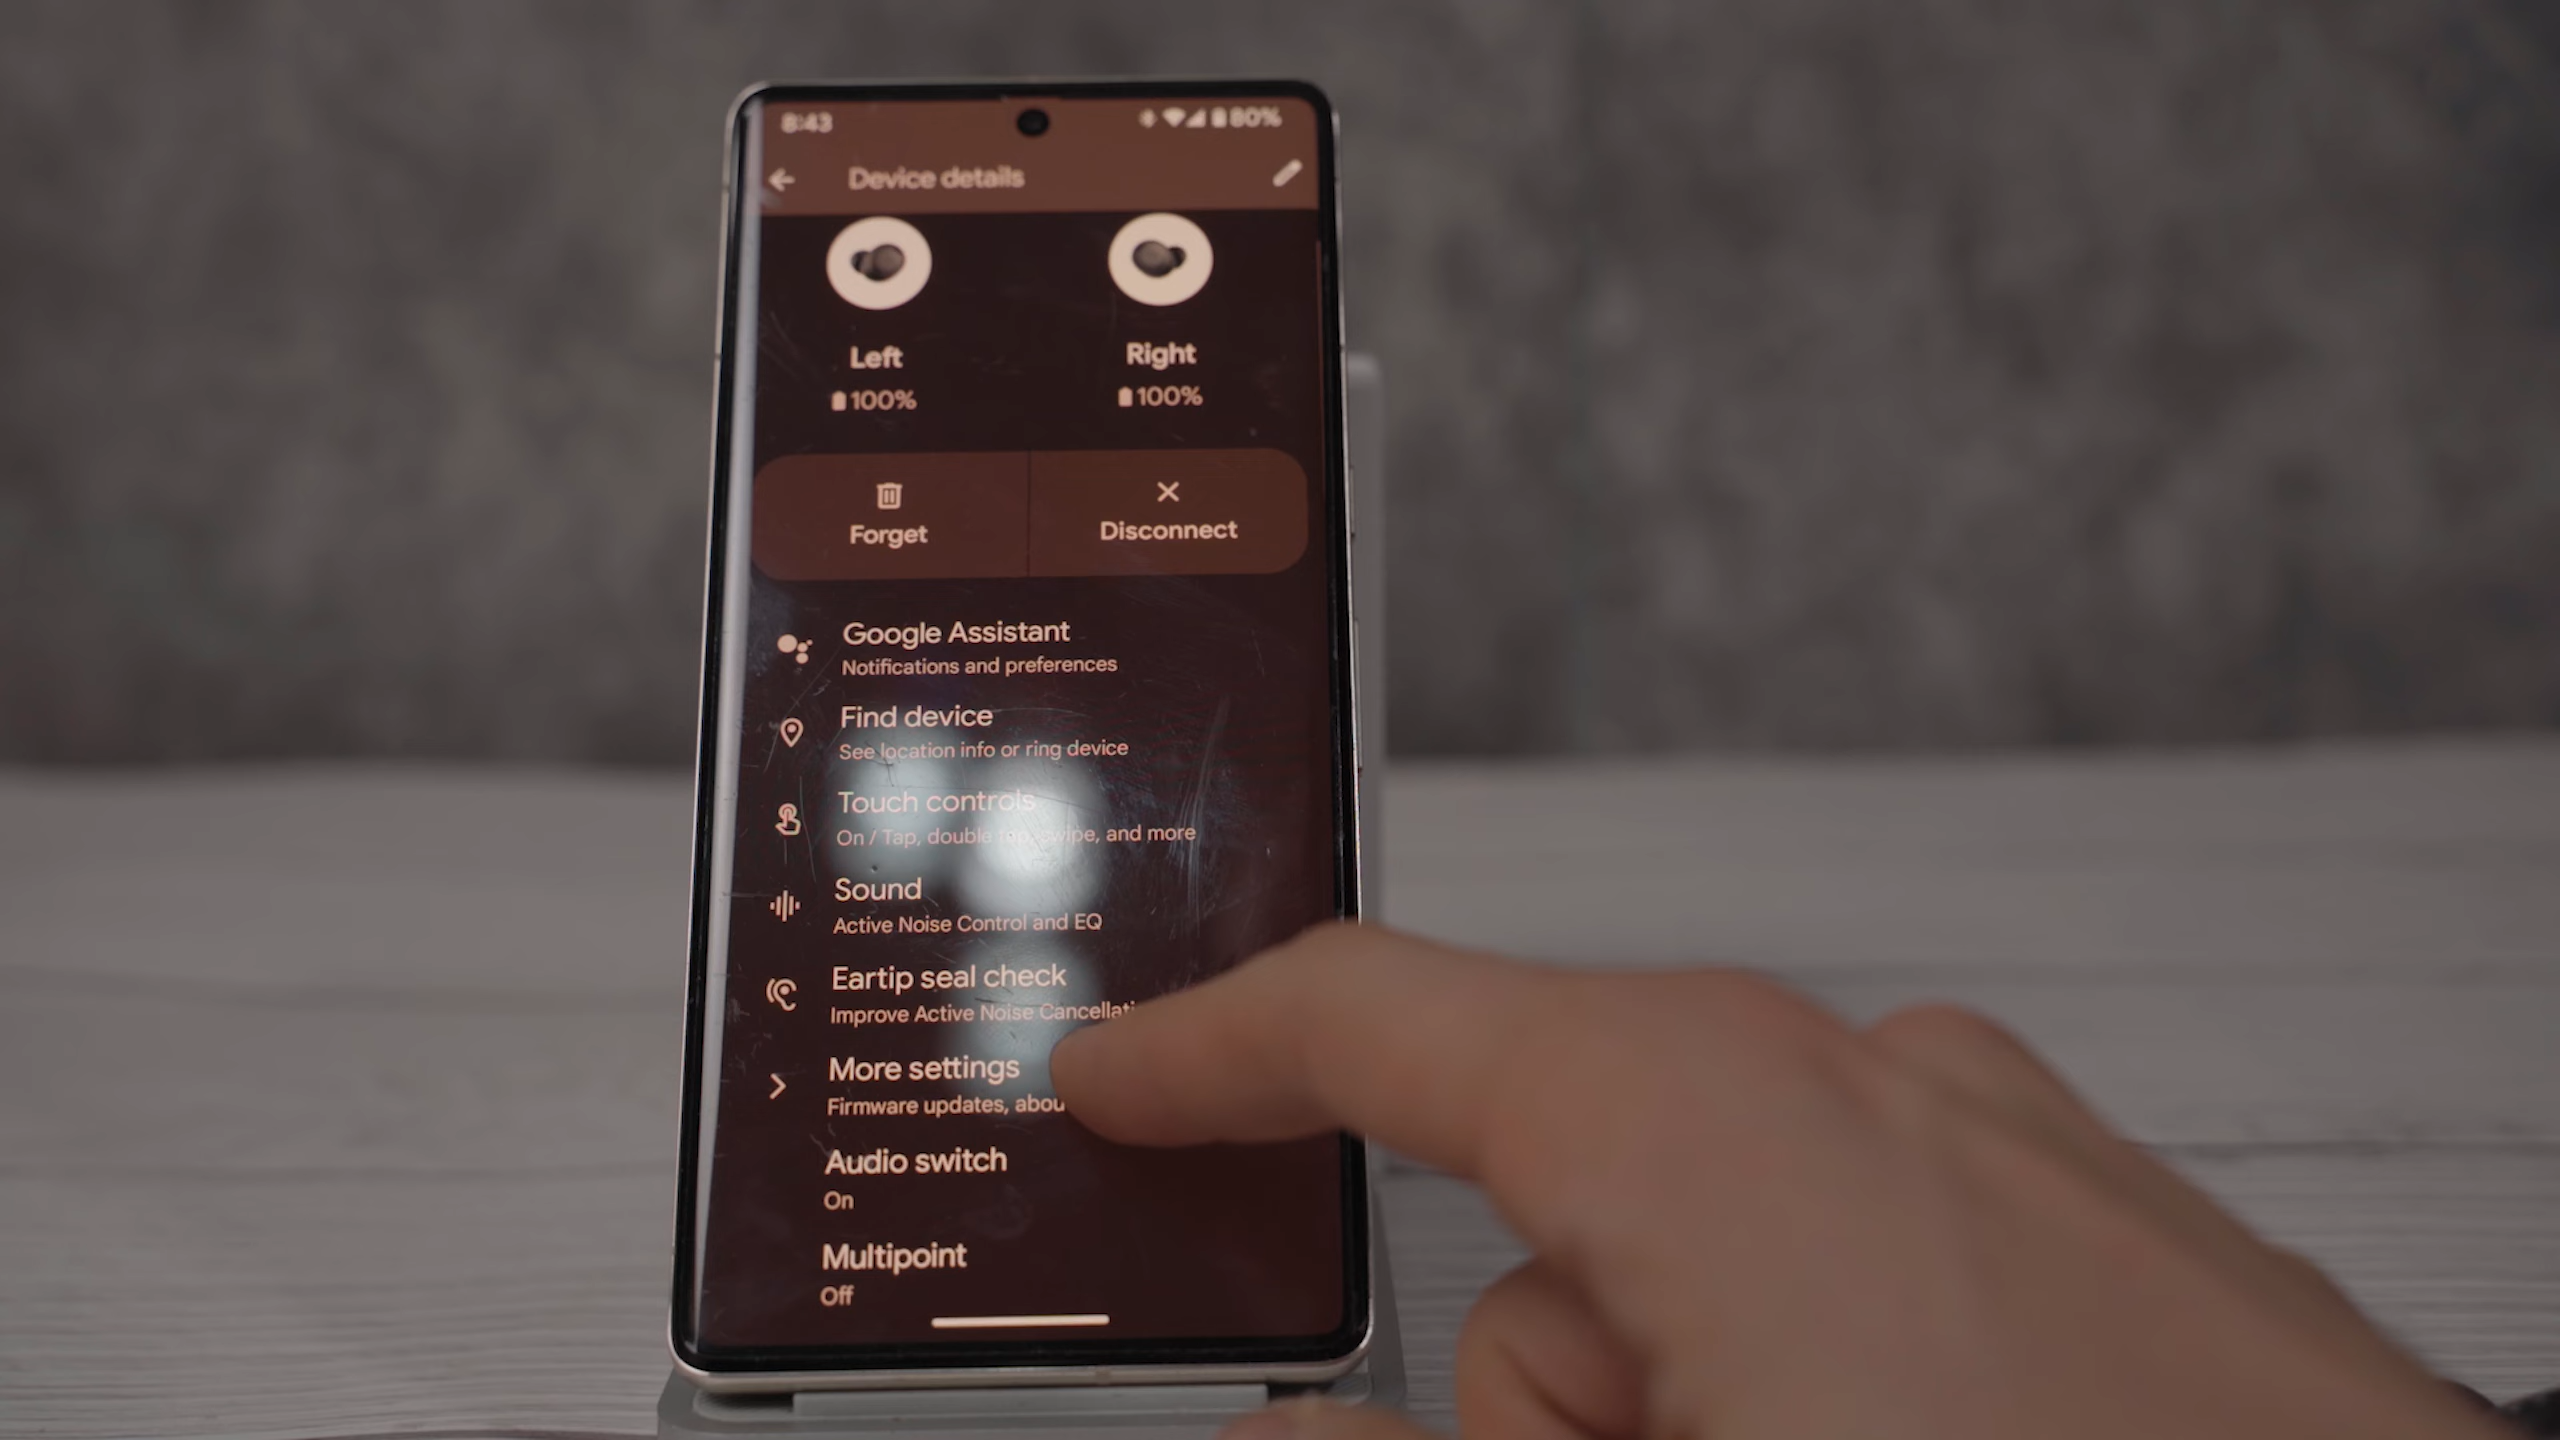 8:43
80%
Device details
Left
Right
100%
100%
Forget
Disconnect
Google Assistant
Notifications and preferences
Find device
See location info or ring device
Touch controls
On / Tap, double tap, swipe, and more
Sound
Active Noise Control and EQ
Eartip seal check
Improve Active Noise
More settings
Firmware updates,
Audio switch
On
Multipoint
Off